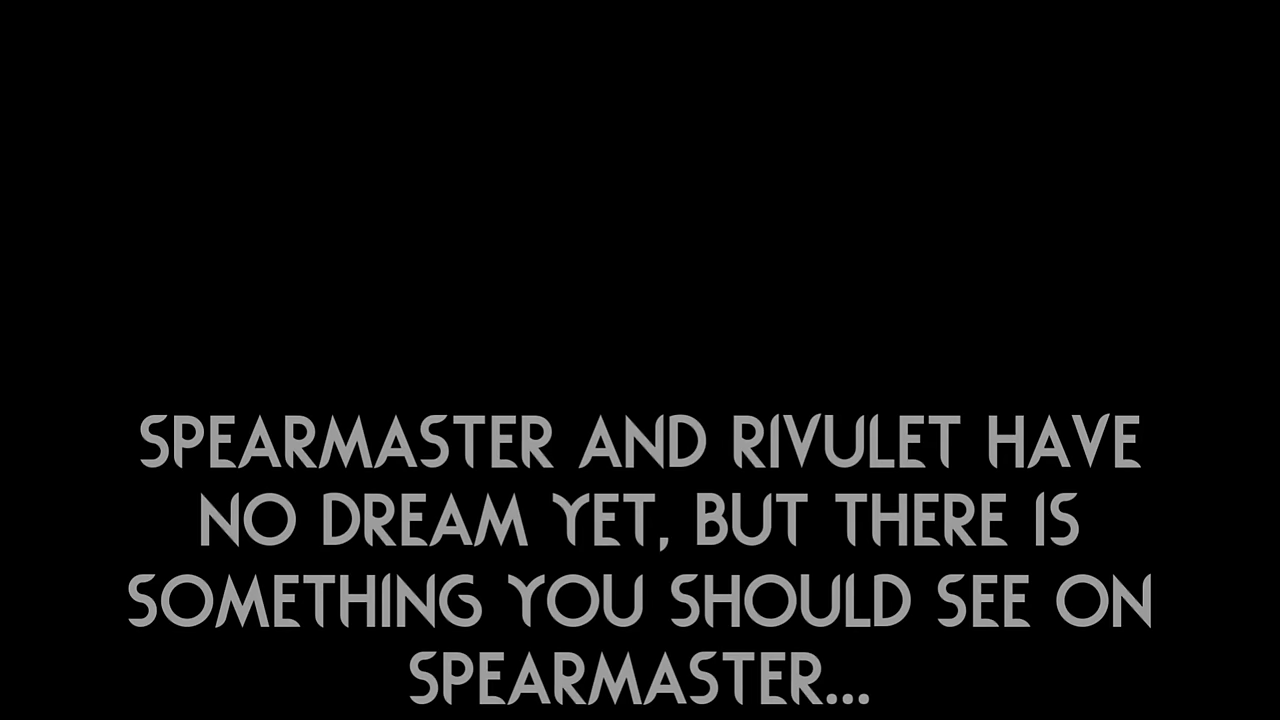 SPEARMASTER AND RIVULET HAVE
NO DREAM YET, BUT THERE IS
SOMETHING YOU SHOULD SEE ON
SPEARMASTER...